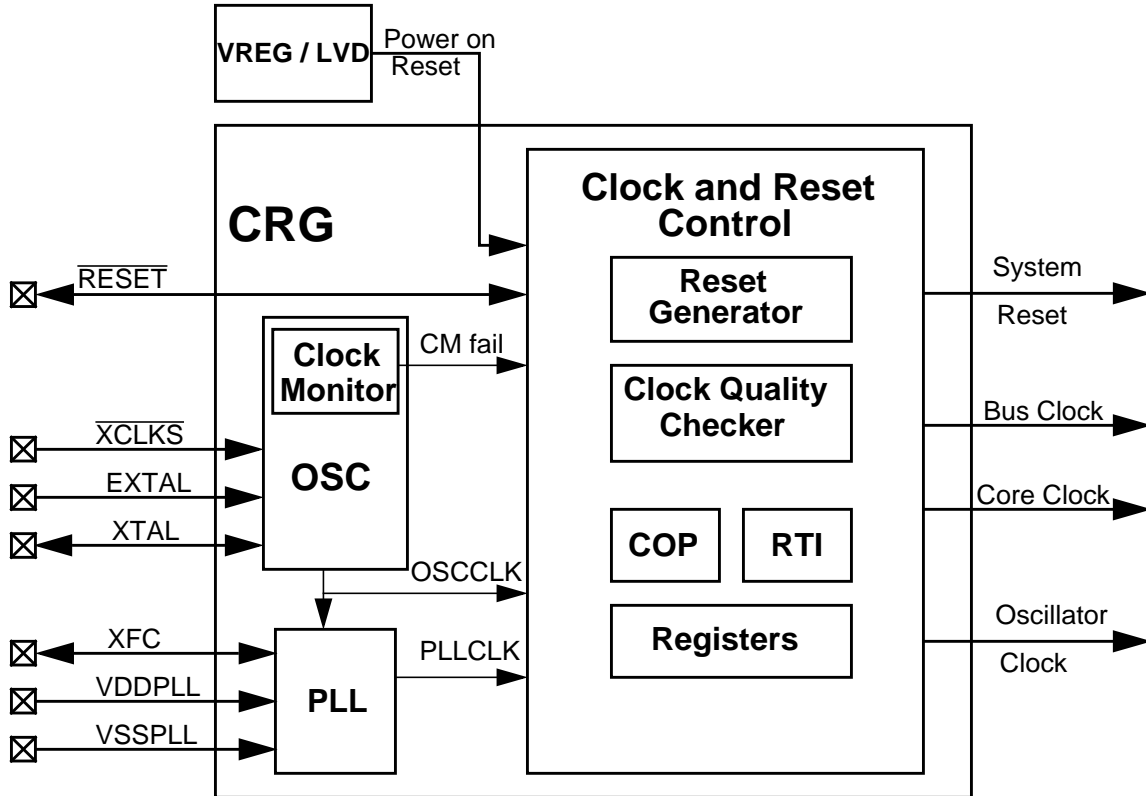 VREG / LVD
Power on
Reset
CRG
Clock and Reset
Control
RESET
Reset
Generator
System
Reset
Clock
Monitor
CM fail
Clock Quality
Checker
XCLKS
EXTAL
XTAL
OSC
Bus Clock
Core Clock
COP
RTI
OSCCLK
XFC
VDDPLL
VSSPLL
PLL
PLLCLK
Registers
Oscillator
Clock